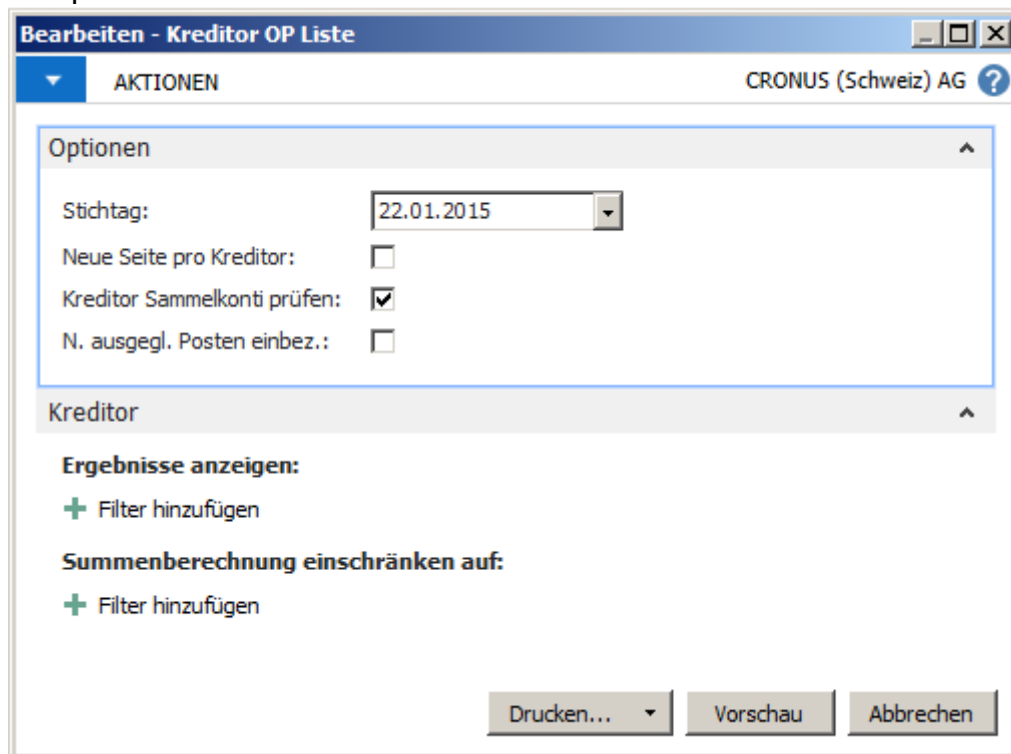 Bearbeiten - Kreditor OP Liste
AKTIONEN CRONUS (Schweiz) AG ?
Optionen
Stichtag: 22.01.2015
Neue Seite pro Kreditor:
Kreditor Sammelkonti prüfen:
N. ausgegl. Posten einbez.:
Kreditor
Ergebnisse anzeigen:
Filter hinzufügen
Summenberechnung einschränken auf:
Filter hinzufügen
Drucken... Vorschau Abbrechen